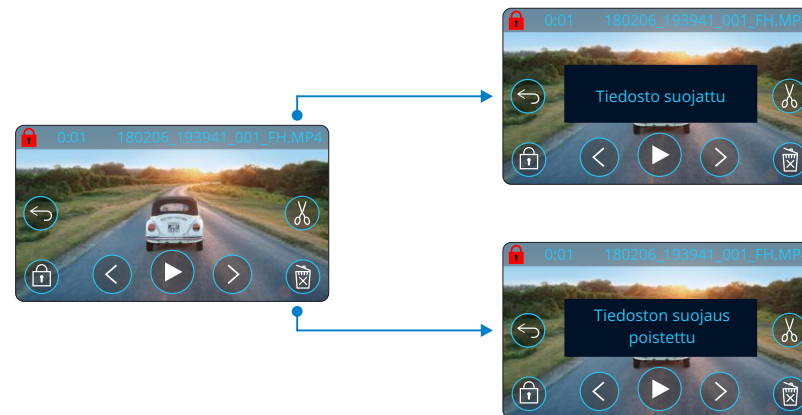 0:01 180206_193941_001_FH.MP4
0:01 180206_193941_001_FH.MP
Tiedosto suojattu
0:01 180206_193941_001_FH.MP
Tiedoston suojaus
poistettu